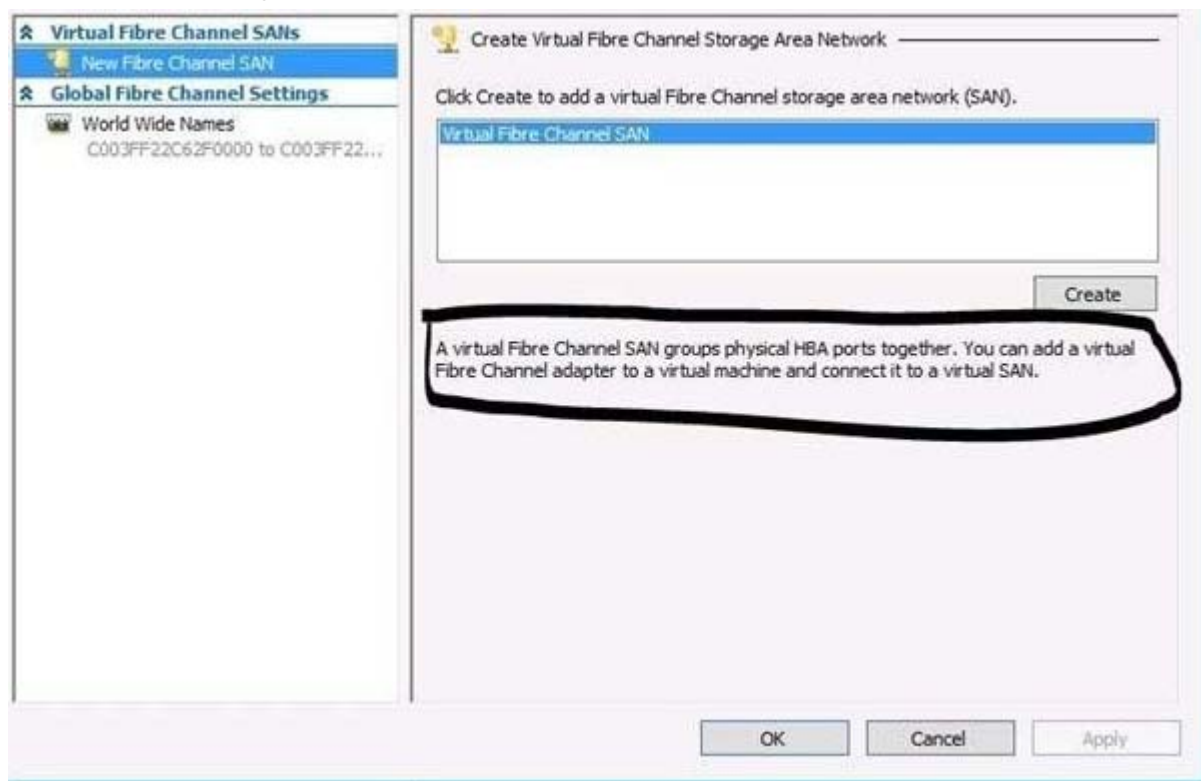 Virtual Fibre Channel SANs
New Fibre Channel SAN
Global Fibre Channel Settings
World Wide Names
C003FF22C62F0000 to C003FF22...
Create Virtual Fibre Channel Storage Area Network
Click Create to add a virtual Fibre Channel storage area network (SAN).
Virtual Fibre Channel SAN
Create
A virtual Fibre Channel SAN groups physical HBA ports together. You can add a virtual
Fibre Channel adapter to a virtual machine and connect it to a virtual SAN.
OK
Cancel
Apply